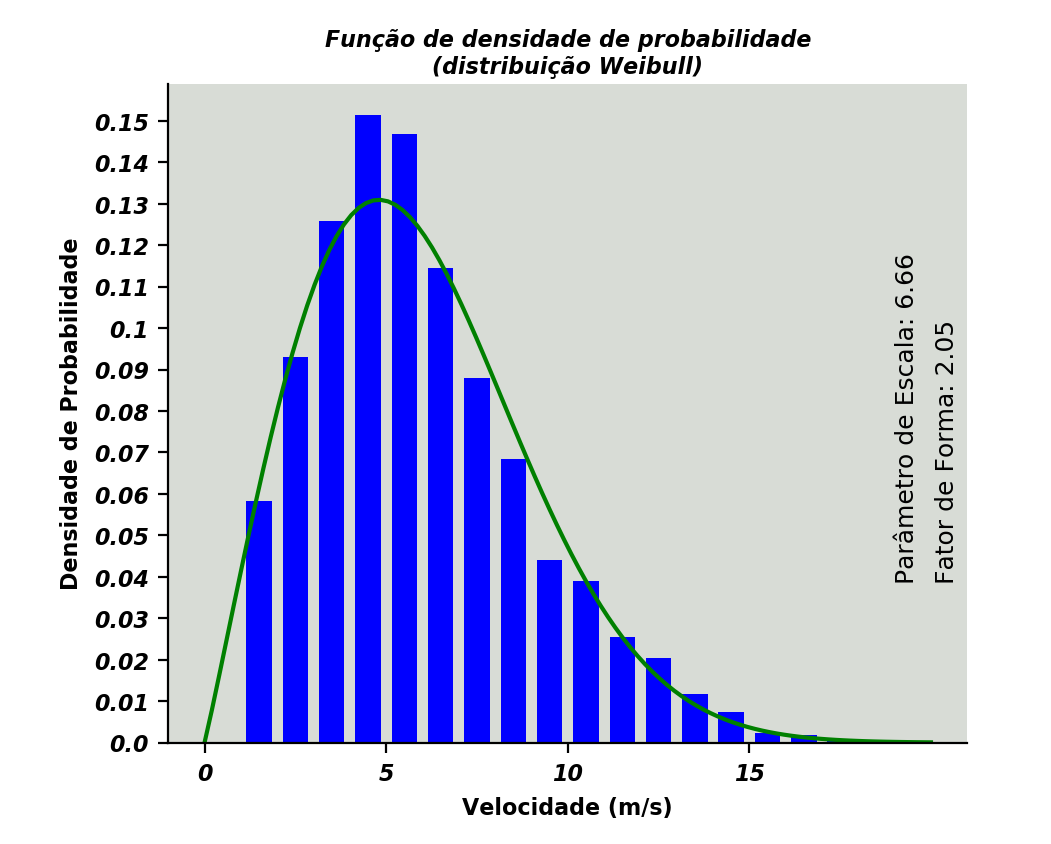 Função de densidade de probabilidade
(distribuição Weibull)
Densidade de Probabilidade
0.15
0.14
0.13
0.12
0.11
0.1
0.09
0.08
0.07
0.06
0.05
0.04
0.03
0.02
0.01
0.0
Parâmetro de Escala: 6.66
Fator de Forma: 2.05
0 5 10 15
Velocidade (m/s)